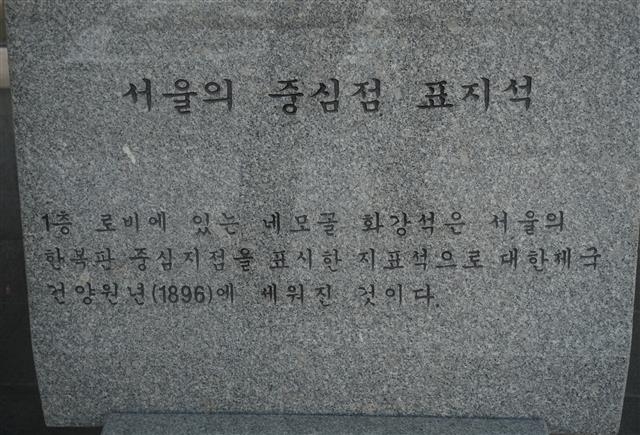 서울의 중심점 표지석
1층 로비에 있는 네모꼴 화강석은 서울의
한복판 중심지점을 표시한 지표석으로 대한제국
건양원년(1896)에 세워진 것이다.